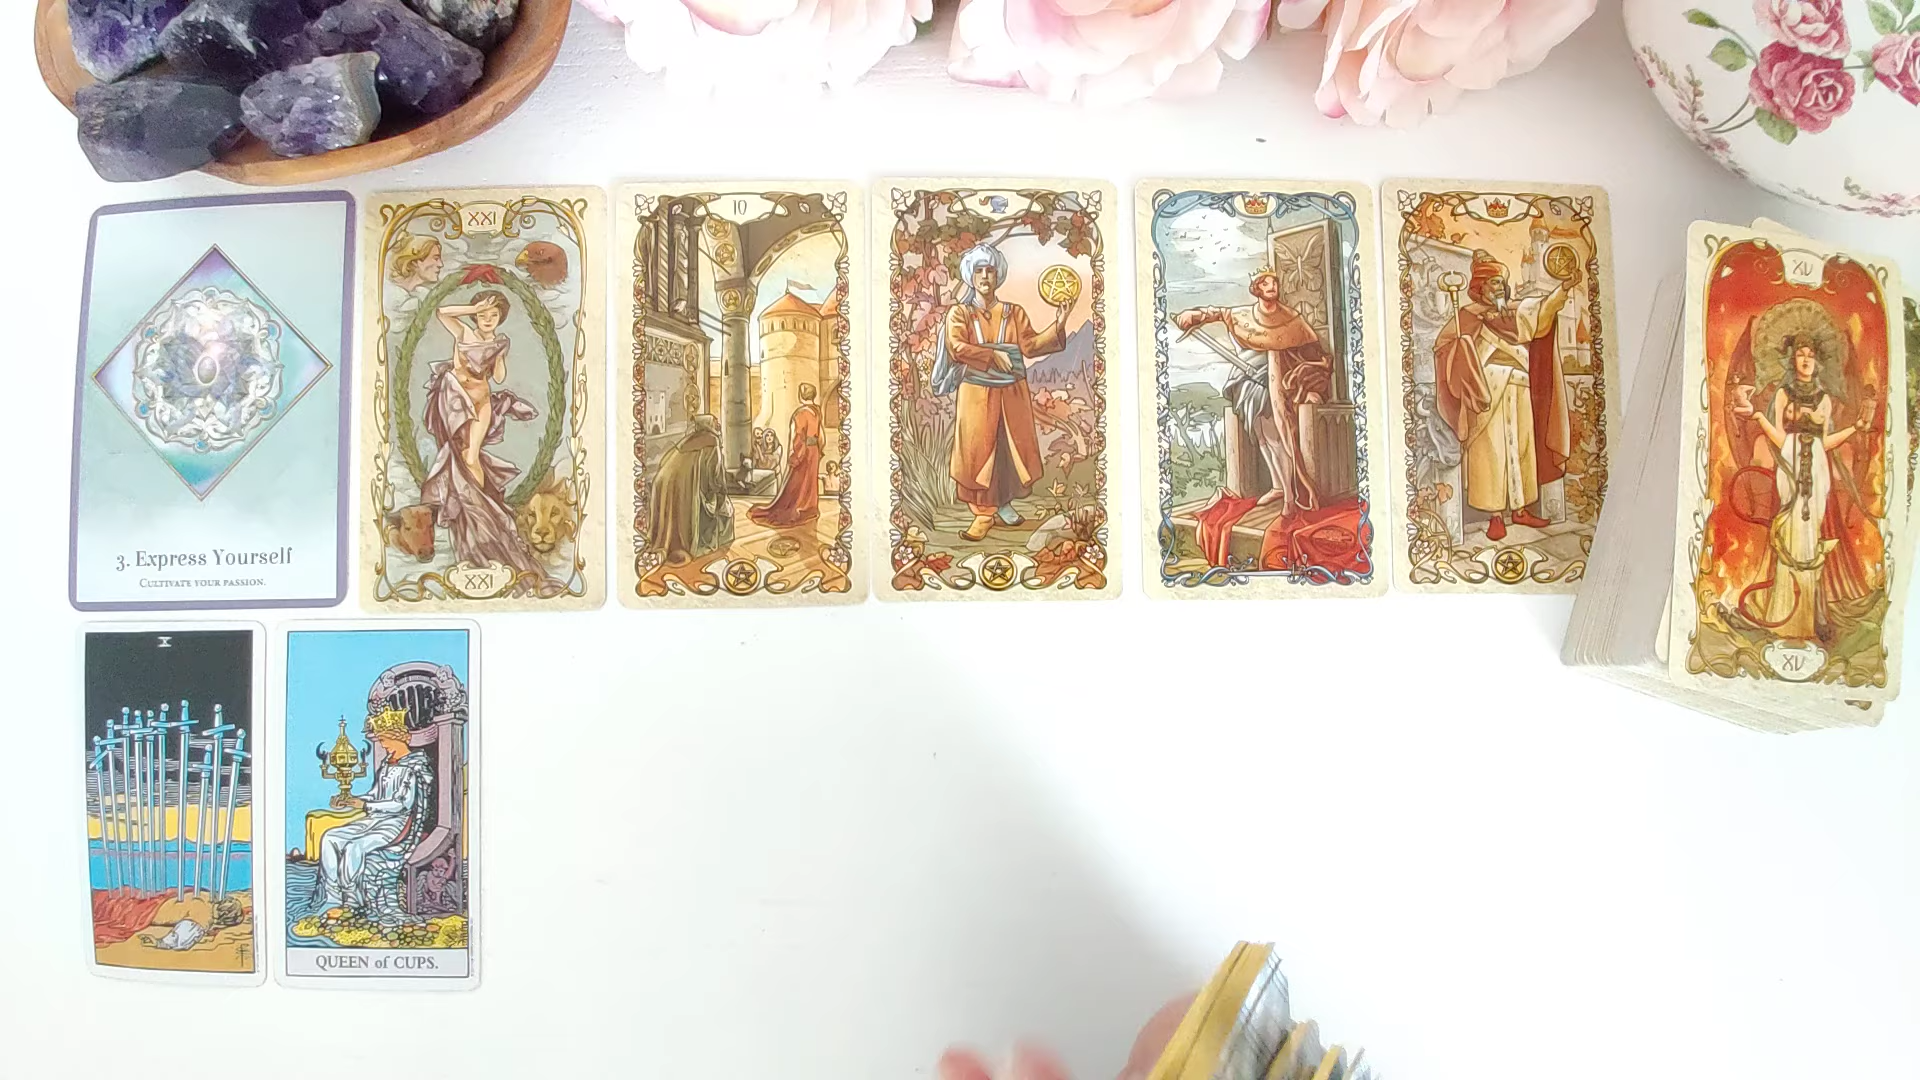 3. Express Yourself
Cultivate your passion.
XXI
XXI
10
XV
XV
X
QUEEN of CUPS.